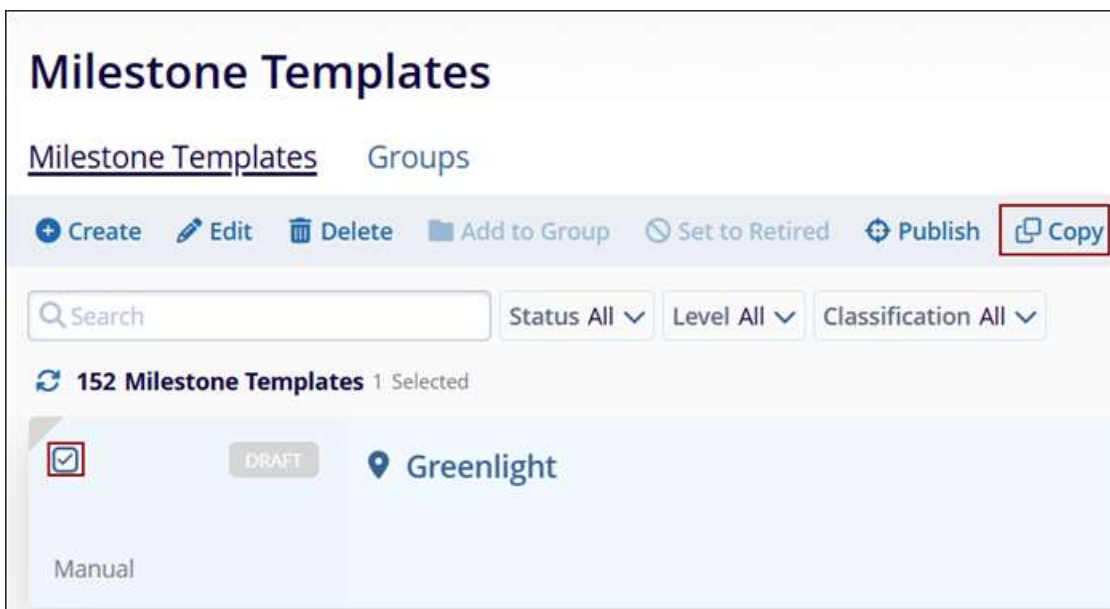 Milestone Templates
Milestone Templates Groups
Create Edit Delete Add to Group Set to Retired Publish Copy
Search Status All Level All Classification All
152 Milestone Templates 1 Selected
DRAFT Greenlight
Manual